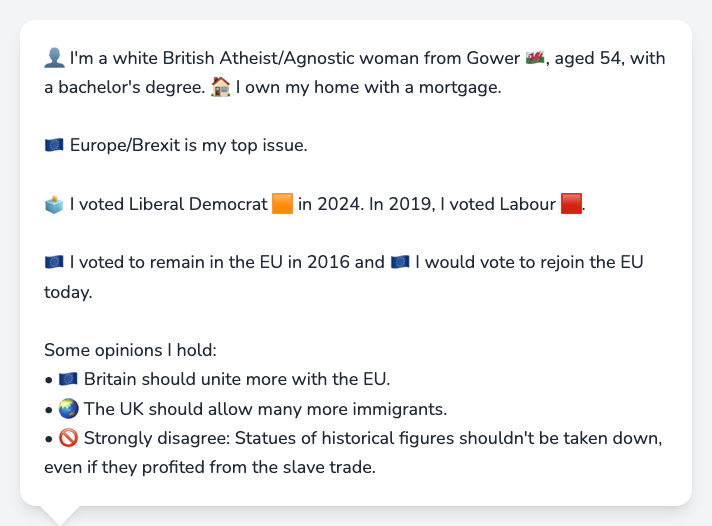 👤 I'm a white British Atheist/Agnostic woman from Gower 🏴󠁧󠁢󠁷󠁬󠁳󠁿, aged 54, with
a bachelor's degree. 🏠 I own my home with a mortgage.
🇪🇺 Europe/Brexit is my top issue.
🗳️ I voted Liberal Democrat 🟧 in 2024. In 2019, I voted Labour 🟥.
🇪🇺 I voted to remain in the EU in 2016 and 🇪🇺 I would vote to rejoin the EU
today.
Some opinions I hold:
• 🇪🇺 Britain should unite more with the EU.
• 🌏 The UK should allow many more immigrants.
• 🚫 Strongly disagree: Statues of historical figures shouldn't be taken down,
even if they profited from the slave trade.